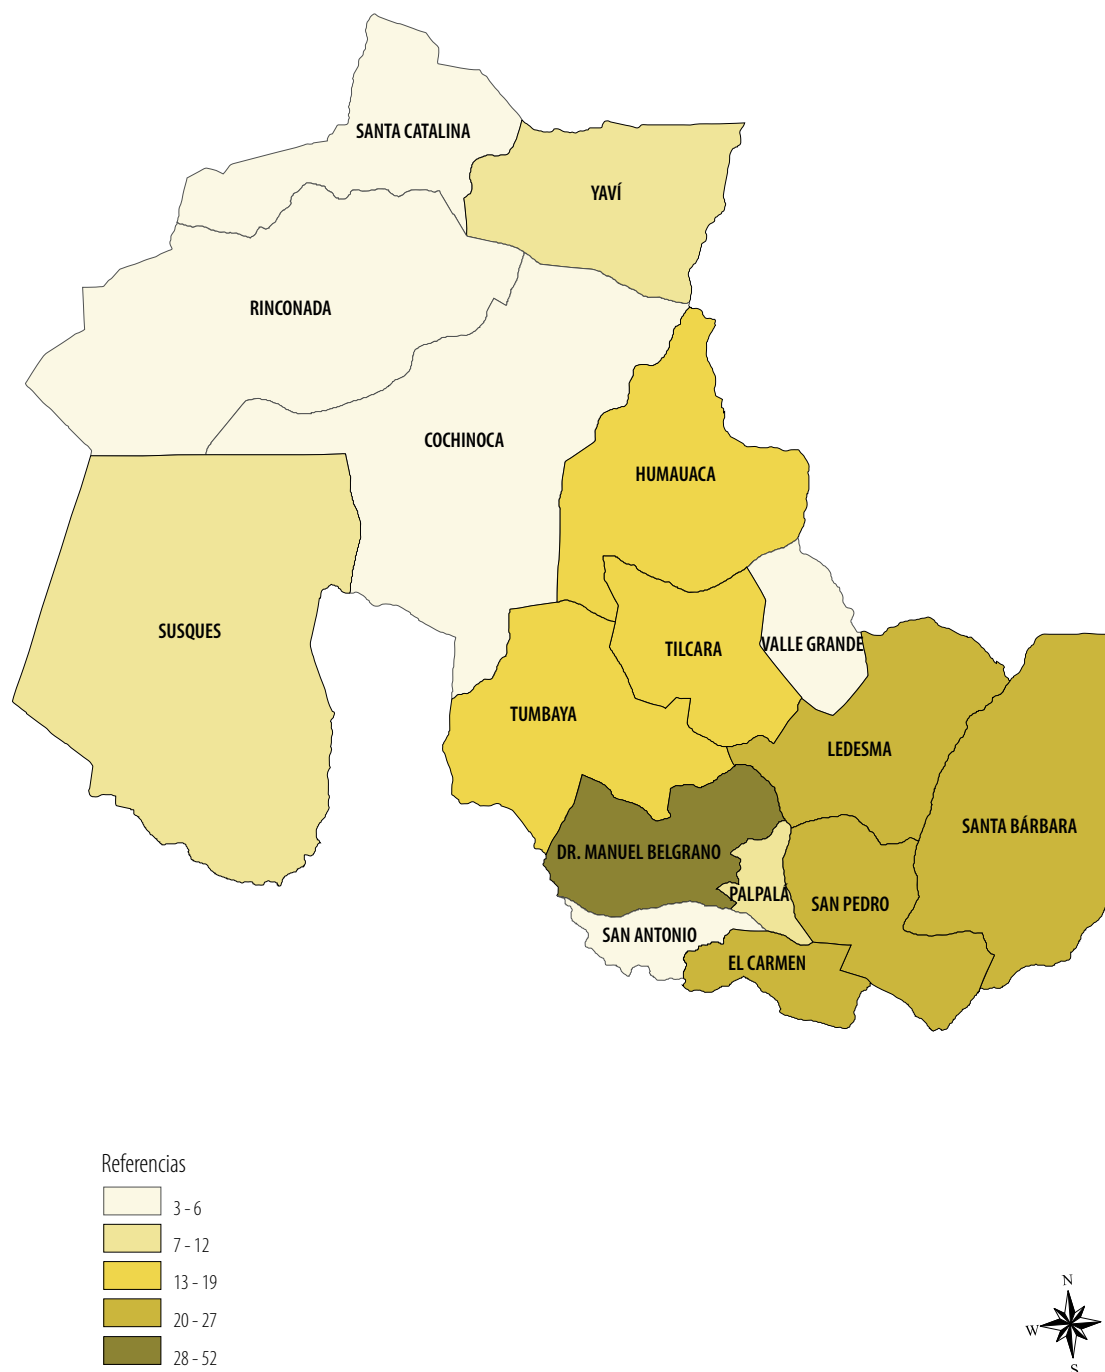 SANTA CATALINA
YAVÍ
RINCONADA
COCHINOCA
HUMAUACA
SUSQUES
TILCARA
VALLE GRANDE
TUMBAYA
LEDESMA
SANTA BÁRBARA
DR. MANUEL BELGRANO
PALPALÁ
SAN PEDRO
SAN ANTONIO
EL CARMEN
Referencias
3 - 6
7 - 12
13 - 19
20 - 27
28 - 52
N
W
S